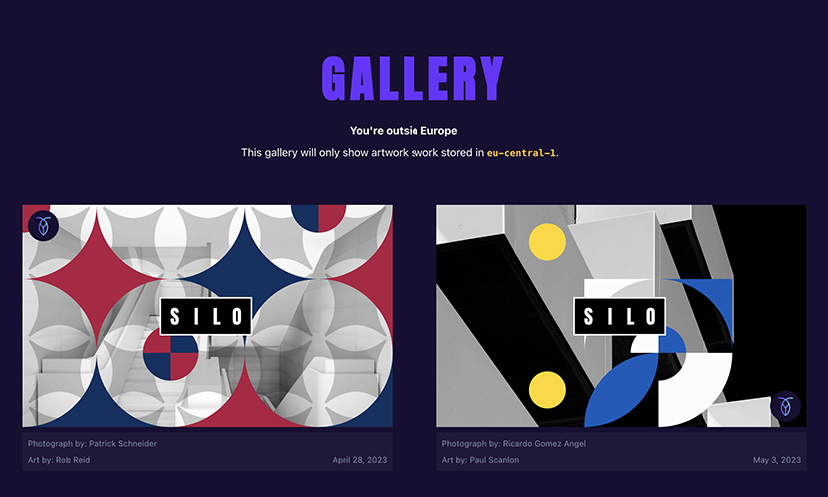 GALLERY
You're outsi Europe
This gallery will only show artwork work stored in eu-central-1.
SILO
SILO
Photograph by: Patrick Schneider
Art by: Rob Reid
April 28, 2023
Photograph by: Ricardo Gomez Angel
Art by: Paul Scanlon
May 3, 2023